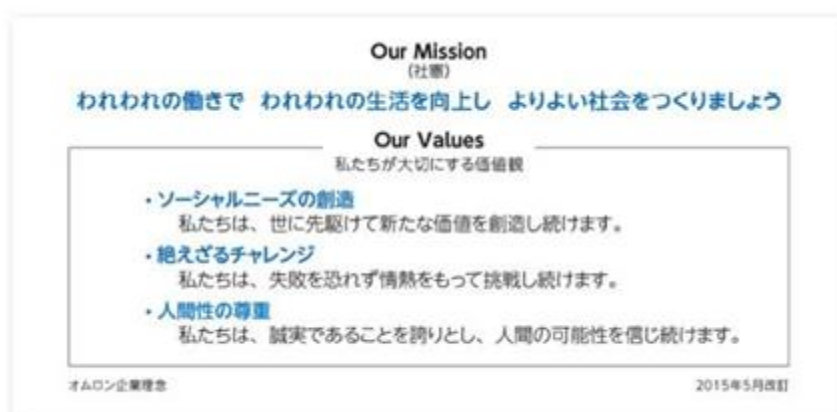 Our Mission
（社憲）
われわれの働きで われわれの生活を向上し よりよい社会をつくりましょう
Our Values
私たちが大切にする価値観
・ソーシャルニーズの創造
私たちは、世に先駆けて新たな価値を創造し続けます。
・絶えざるチャレンジ
私たちは、失敗を恐れず情熱をもって挑戦し続けます。
・人間性の尊重
私たちは、誠実であることを誇りとし、人間の可能性を信じ続けます。
オムロン企業理念
2015年5月改訂